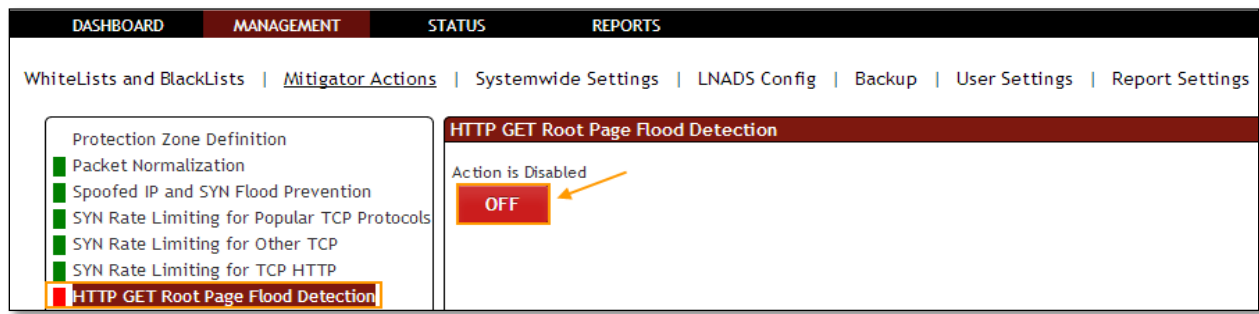 DASHBOARD MANAGEMENT STATUS REPORTS
WhiteLists and BlackLists | Mitigator Actions | Systemwide Settings | LNADS Config | Backup | User Settings | Report Settings
Protection Zone Definition
Packet Normalization
Spoofed IP and SYN Flood Prevention
SYN Rate Limiting for Popular TCP Protocols
SYN Rate Limiting for Other TCP
SYN Rate Limiting for TCP HTTP
HTTP GET Root Page Flood Detection
HTTP GET Root Page Flood Detection
Action is Disabled
OFF